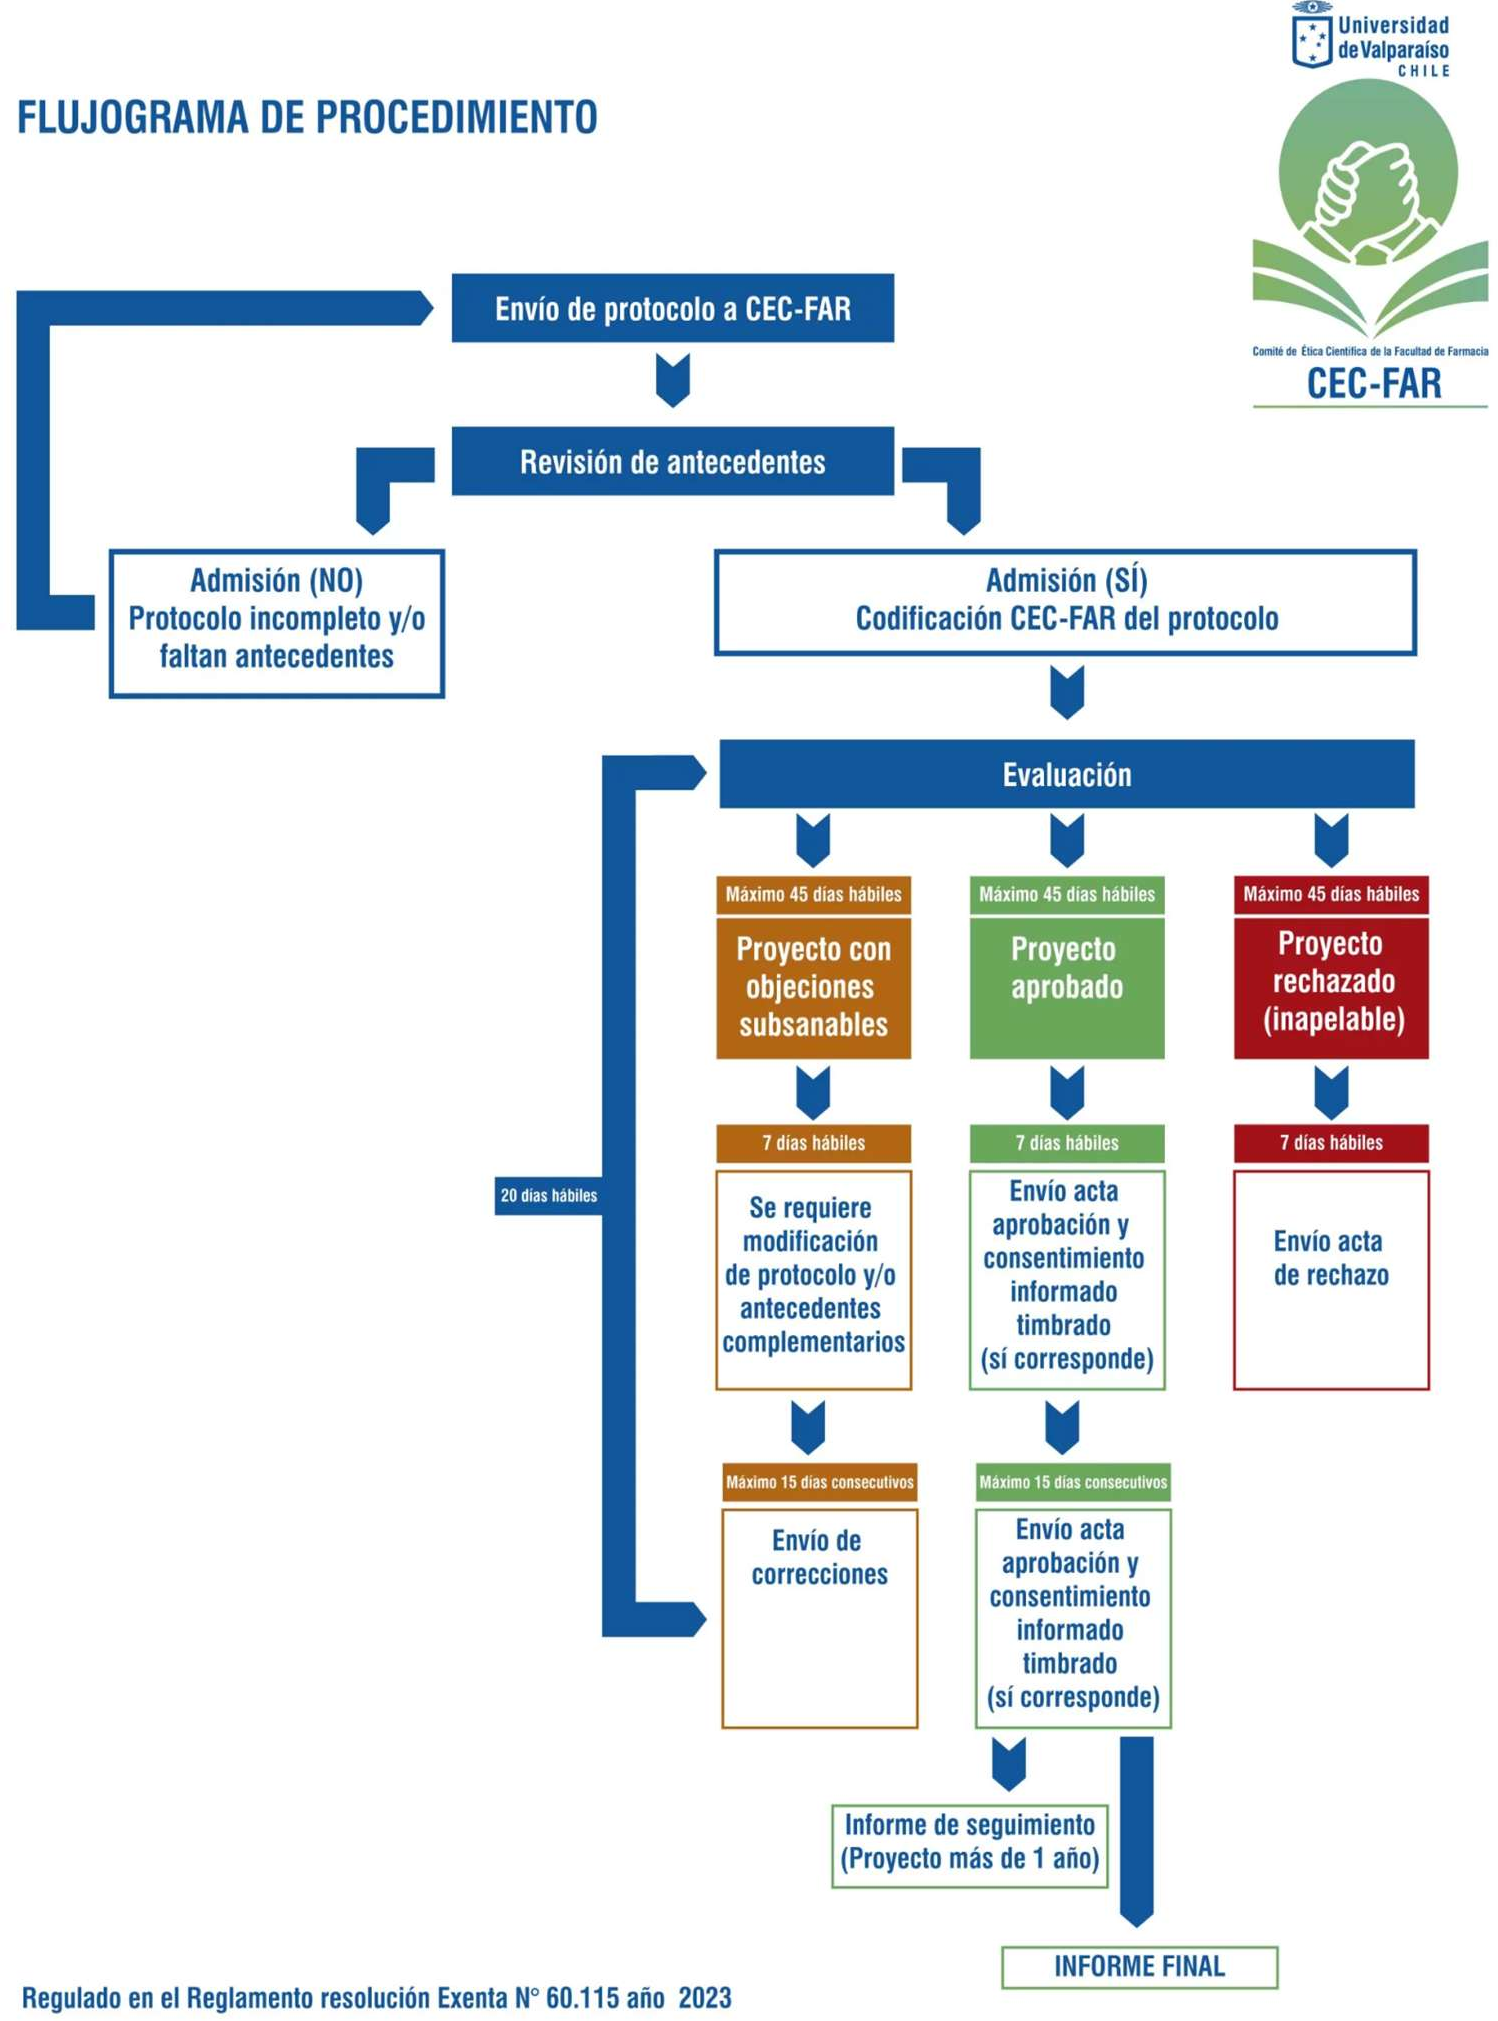 Universidad
de Valparaíso
CHILE
FLUJOGRAMA DE PROCEDIMIENTO
Comité de Ética Científica de la Facultad de Farmacia
CEC-FAR
Envío de protocolo a CEC-FAR
Revisión de antecedentes
Admisión (NO)
Protocolo incompleto y/o
faltan antecedentes
Admisión (SÍ)
Codificación CEC-FAR del protocolo
Evaluación
Máximo 45 días hábiles
Proyecto con
objeciones
subsanables
Máximo 45 días hábiles
Proyecto
aprobado
Máximo 45 días hábiles
Proyecto
rechazado
(inapelable)
20 días hábiles
7 días hábiles
Se requiere
modificación
de protocolo y/o
antecedentes
complementarios
7 días hábiles
Envío acta
aprobación y
consentimiento
informado
timbrado
(sí corresponde)
7 días hábiles
Envío acta
de rechazo
Máximo 15 días consecutivos
Envío de
correcciones
Máximo 15 días consecutivos
Envío acta
aprobación y
consentimiento
informado
timbrado
(sí corresponde)
Informe de seguimiento
(Proyecto más de 1 año)
INFORME FINAL
Regulado en el Reglamento resolución Exenta N° 60.115 año 2023